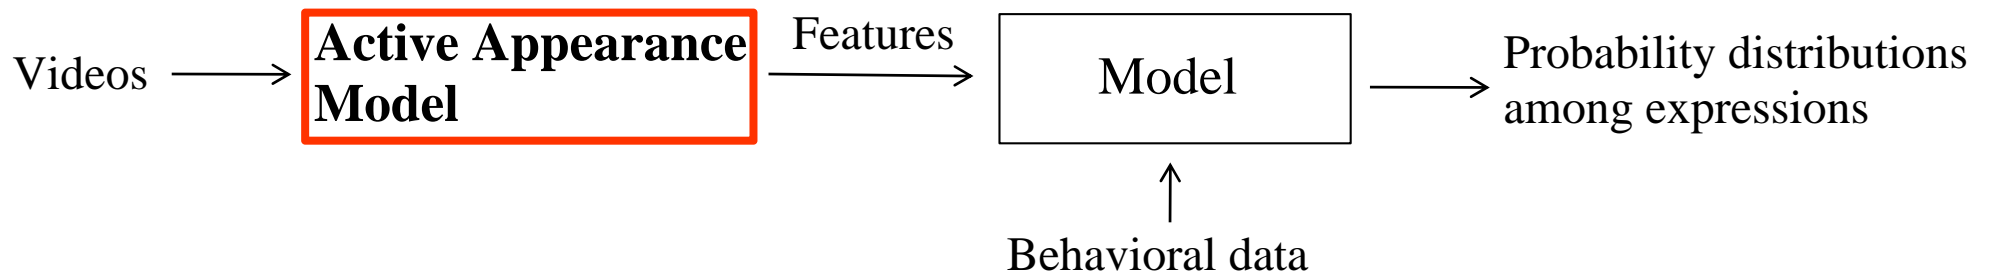 Videos
Active Appearance
Model
Features
Model
Probability distributions
among expressions
Behavioral data